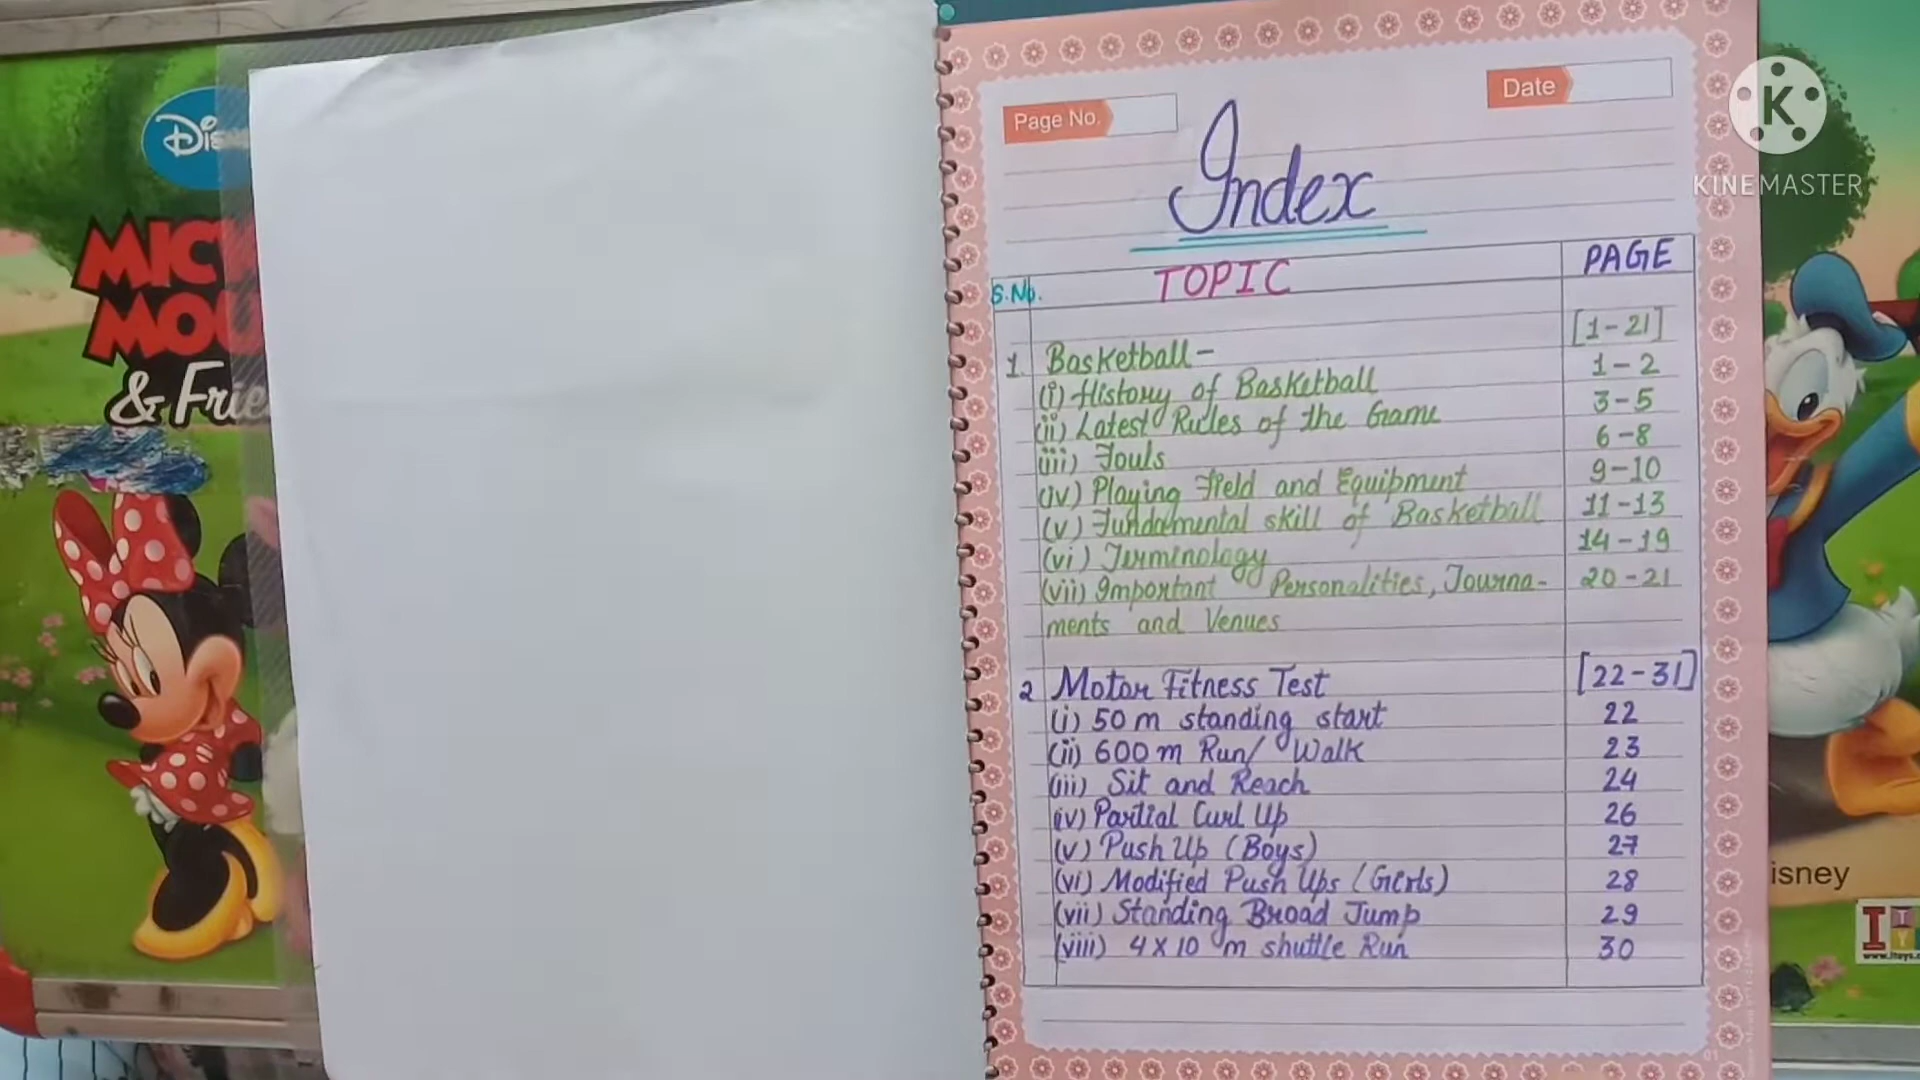 Disney
MICK
MOU
& Frie
Page No.
Date
K
KINEMASTER
Index
S.No. TOPIC PAGE
1. Basketball - [1-21]
(i) History of Basketball 1-2
(ii) Latest Rules of the Game 3-5
(iii) Fouls 6-8
(iv) Playing Field and Equipment 9-10
(v) Fundamental skill of Basketball 11-13
(vi) Terminology 14-19
(vii) Important Personalities, Tourna- 20-21
ments and Venues
2 Motor Fitness Test [22-31]
(i) 50 m standing start 22
(ii) 600 m Run/ Walk 23
(iii) Sit and Reach 24
(iv) Partial Curl Up 26
(v) Push Up (Boys) 27
(vi) Modified Push Ups (Girls) 28
(vii) Standing Broad Jump 29
(viii) 4x10 m shuttle Run 30
isney